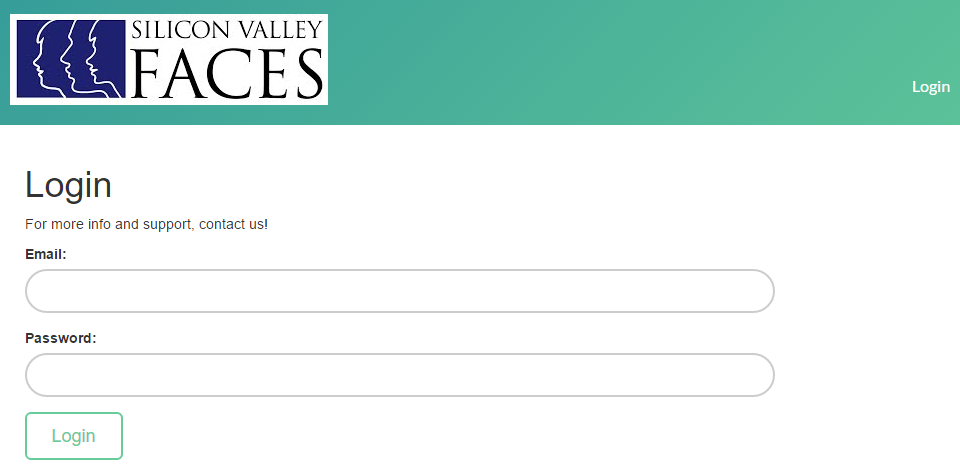 SILICON VALLEY
FACES
Login
Login
For more info and support, contact us!
Email:
Password:
Login